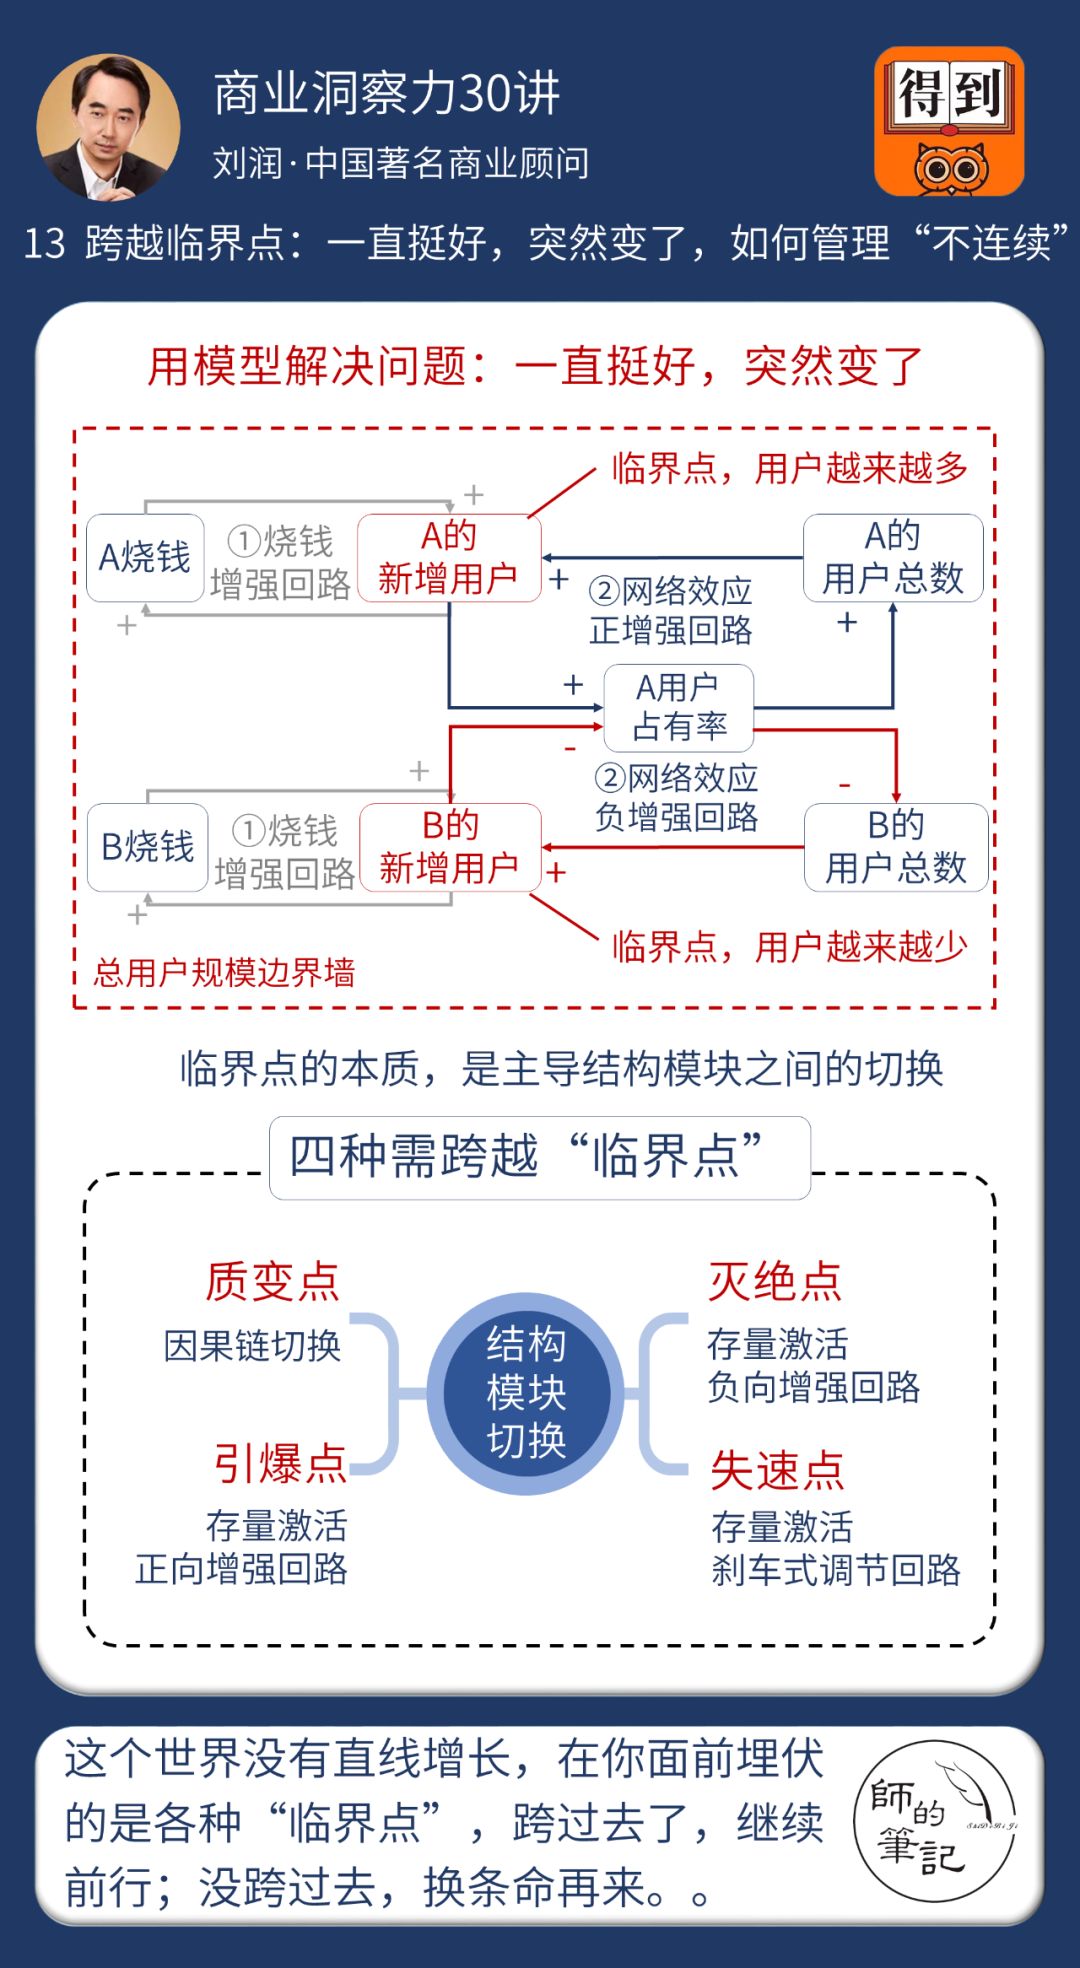 商业洞察力30讲
刘润·中国著名商业顾问
得到
13 跨越临界点：一直挺好，突然变了，如何管理“不连续”
用模型解决问题：一直挺好，突然变了
临界点，用户越来越多
+
A烧钱
①烧钱
增强回路
A的
新增用户
A的
用户总数
+
+
②网络效应
正增强回路
+
+
A用户
占有率
-
+
②网络效应
负增强回路
-
B烧钱
①烧钱
增强回路
B的
新增用户
B的
用户总数
+
+
临界点，用户越来越少
总用户规模边界墙
临界点的本质，是主导结构模块之间的切换
四种需跨越“临界点”
质变点
因果链切换
灭绝点
存量激活
负向增强回路
结构
模块
切换
引爆点
存量激活
正向增强回路
失速点
存量激活
刹车式调节回路
这个世界没有直线增长，在你面前埋伏
的是各种“临界点”，跨过去了，继续
前行；没跨过去，换条命再来。。
師的
筆記
ShiDeBiJi